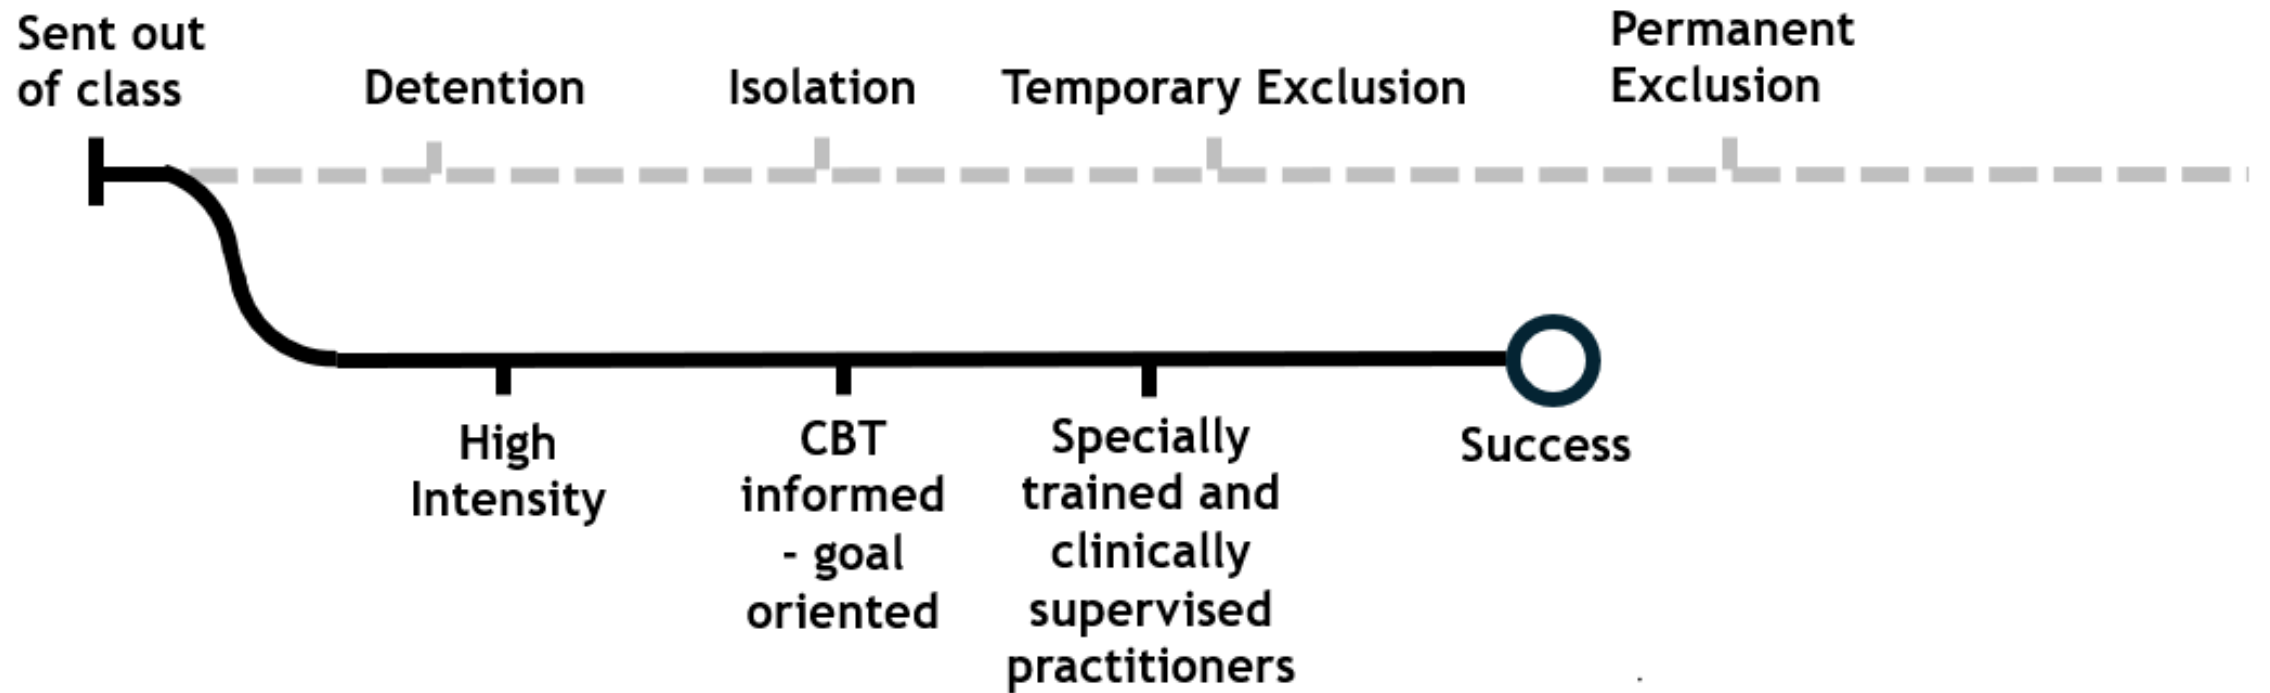 Sent out
of class
Detention
Isolation
Temporary Exclusion
Permanent
Exclusion
High
Intensity
CBT
informed
- goal
oriented
Specially
trained and
clinically
supervised
practitioners
Success